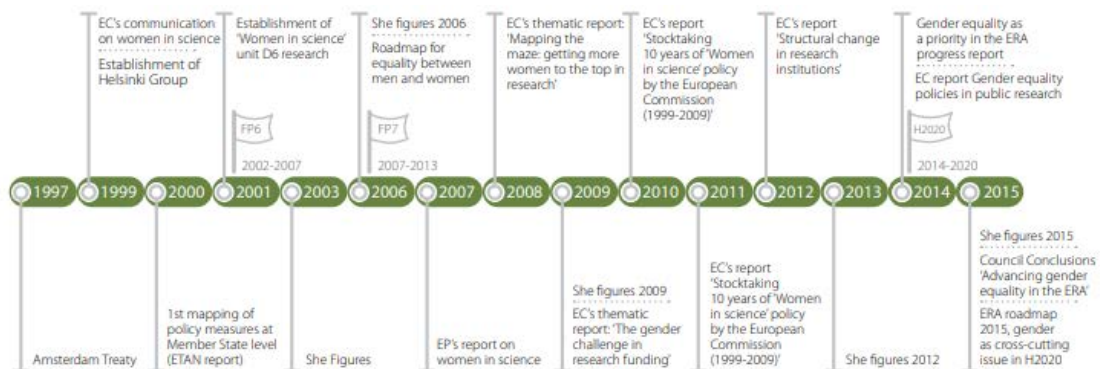 EC's communication
on women in science
Establishment of
Helsinki Group
Establishment of
'Women in science'
unit D6 research
FP6
2002-2007
She figures 2006
Roadmap for
equality between
men and women
FP7
2007-2013
EC's thematic report:
'Mapping the
maze: getting more
women to the top in
research'
EC's report
'Stocktaking
10 years of 'Women
in science' policy
by the European
Commission
(1999-2009)'
EC's report
'Structural change
in research
institutions'
Gender equality as
a priority in the ERA
progress report
EC report Gender equality
policies in public research
H2020
2014-2020
1997
1999
2000
2001
2003
2006
2007
2008
2009
2010
2011
2012
2013
2014
2015
Amsterdam Treaty
1st mapping of
policy measures at
Member State level
(ETAN report)
She Figures
EP's report on
women in science
She figures 2009
EC's thematic
report: 'The gender
challenge in
research funding'
EC's report
'Stocktaking
10 years of 'Women
in science' policy
by the European
Commission
(1999-2009)'
She figures 2012
She figures 2015
Council Conclusions
'Advancing gender
equality in the ERA'
ERA roadmap
2015, gender
as cross-cutting
issue in H2020